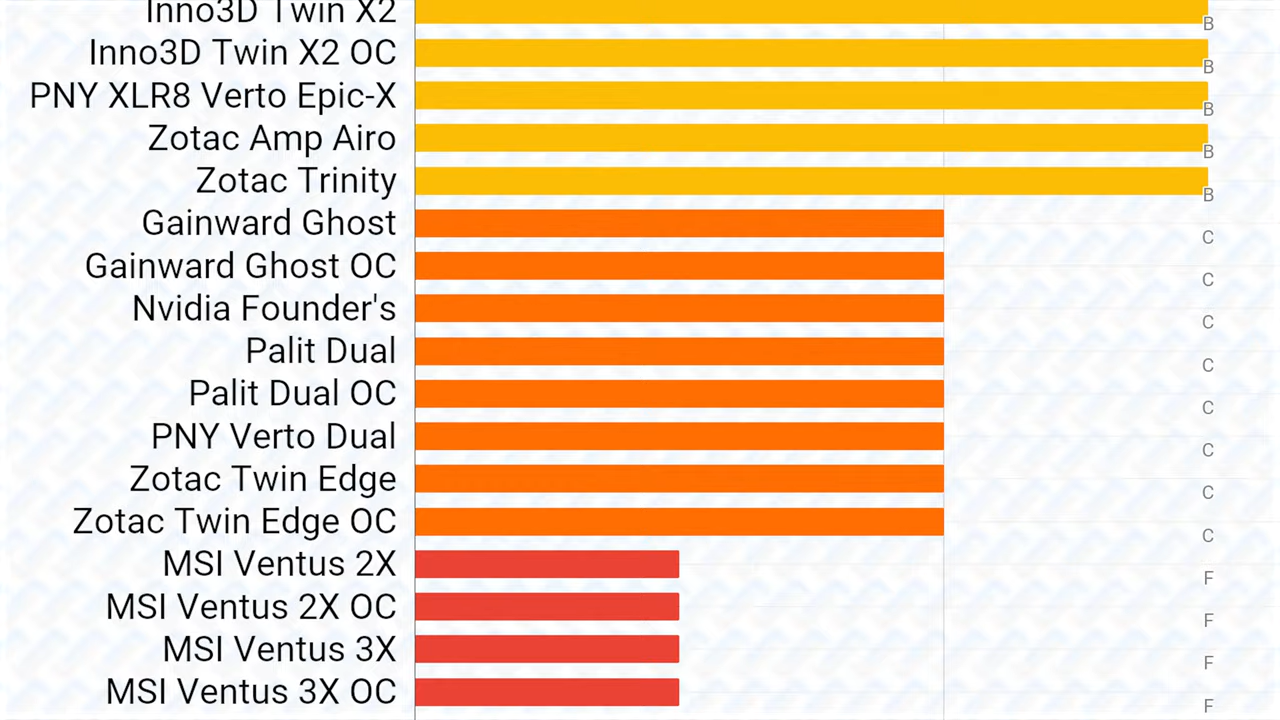 Inno3D Twin X2 B
Inno3D Twin X2 OC B
PNY XLR8 Verto Epic-X B
Zotac Amp Airo B
Zotac Trinity B
Gainward Ghost C
Gainward Ghost OC C
Nvidia Founder's C
Palit Dual C
Palit Dual OC C
PNY Verto Dual C
Zotac Twin Edge C
Zotac Twin Edge OC C
MSI Ventus 2X F
MSI Ventus 2X OC F
MSI Ventus 3X F
MSI Ventus 3X OC F